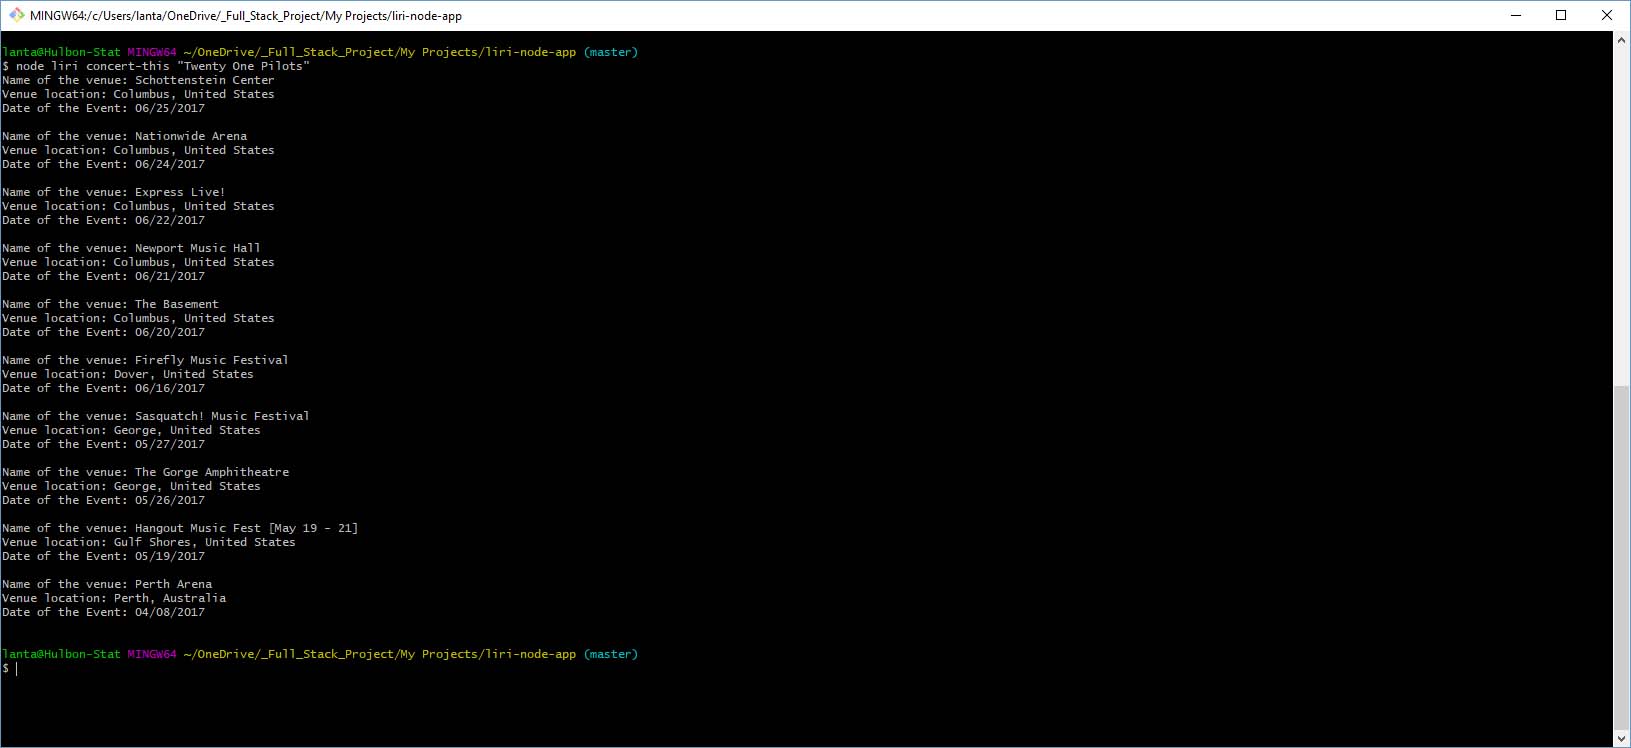 MINGW64:/c/Users/lanta/OneDrive/_Full_Stack_Project/My Projects/liri-node-app
lanta@Hulbon-Stat MINGW64 ~/OneDrive/_Full_Stack_Project/My Projects/liri-node-app (master)
$ node liri concert-this "Twenty One Pilots"
Name of the venue: Schottenstein Center
Venue location: Columbus, United States
Date of the Event: 06/25/2017
Name of the venue: Nationwide Arena
Venue location: Columbus, United States
Date of the Event: 06/24/2017
Name of the venue: Express Live!
Venue location: Columbus, United States
Date of the Event: 06/22/2017
Name of the venue: Newport Music Hall
Venue location: Columbus, United States
Date of the Event: 06/21/2017
Name of the venue: The Basement
Venue location: Columbus, United States
Date of the Event: 06/20/2017
Name of the venue: Firefly Music Festival
Venue location: Dover, United States
Date of the Event: 06/16/2017
Name of the venue: Sasquatch! Music Festival
Venue location: George, United States
Date of the Event: 05/27/2017
Name of the venue: The Gorge Amphitheatre
Venue location: George, United States
Date of the Event: 05/26/2017
Name of the venue: Hangout Music Fest [May 19 - 21]
Venue location: Gulf Shores, United States
Date of the Event: 05/19/2017
Name of the venue: Perth Arena
Venue location: Perth, Australia
Date of the Event: 04/08/2017
lanta@Hulbon-Stat MINGW64 ~/OneDrive/_Full_Stack_Project/My Projects/liri-node-app (master)
$